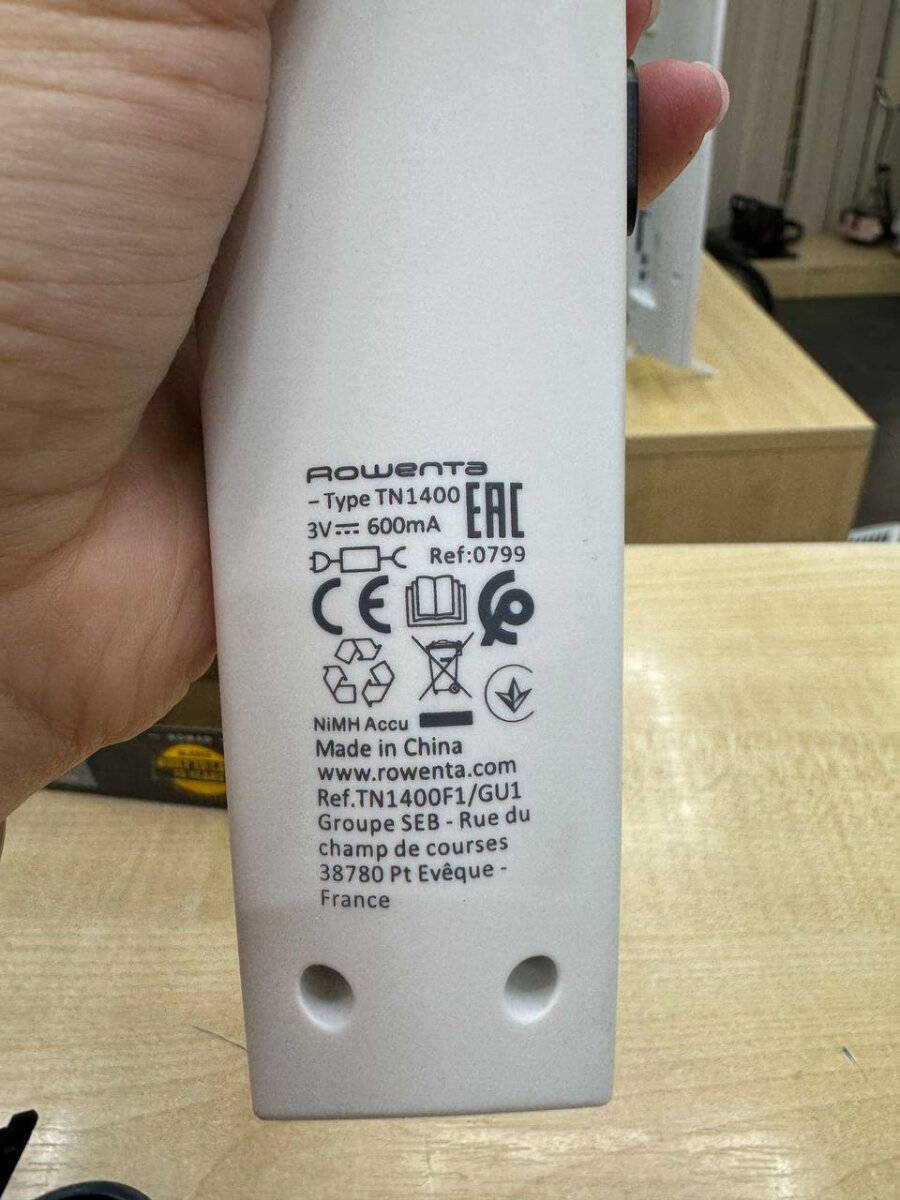 Rowenta
– Type TN1400
EAC
3V⎓ 600mA
Ref:0799
CE
NiMH Accu
Made in China
www.rowenta.com
Ref.TN1400F1/GU1
Groupe SEB - Rue du
champ de courses
38780 Pt Evêque -
France